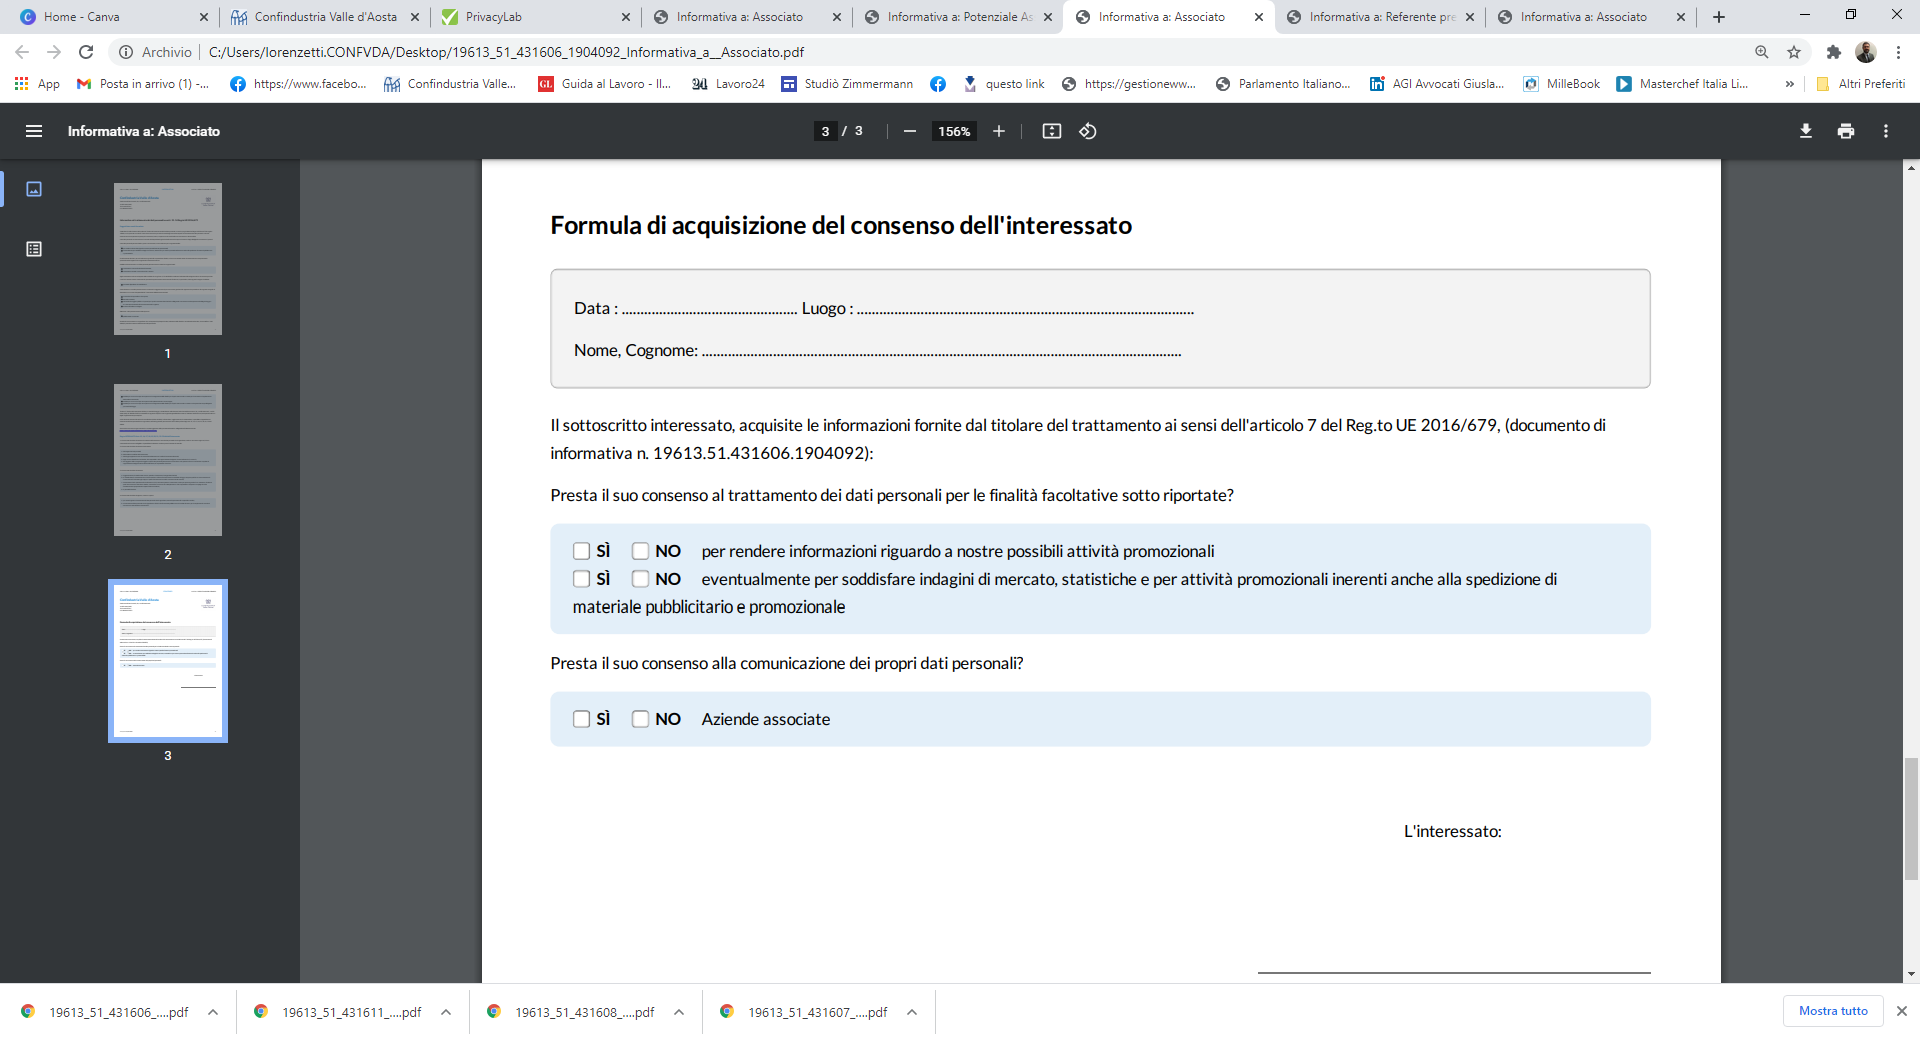 Home - Canva
Confindustria Valle d'Aosta
PrivacyLab
Informativa a: Associato
Informativa a: Potenziale As
Informativa a: Associato
Informativa a: Referente pre
Informativa a: Associato
Archivio
C:/Users/lorenzetti.CONFVDA/Desktop/19613_51_431606_1904092_Informativa_a__Associato.pdf
App
Posta in arrivo (1) -...
https://www.facebo...
Confindustria Valle...
GL Guida al Lavoro - Il...
24 Lavoro24
Studiò Zimmermann
questo link
https://gestioneww...
Parlamento Italiano...
AGI Avvocati Giusla...
MilleBook
Masterchef Italia Li...
»
Altri Preferiti
Informativa a: Associato
3 / 3
156%
1
2
3
Formula di acquisizione del consenso dell'interessato
Data : ............................................... Luogo : ..........................................................................................
Nome, Cognome: ................................................................................................................................
Il sottoscritto interessato, acquisite le informazioni fornite dal titolare del trattamento ai sensi dell'articolo 7 del Reg.to UE 2016/679, (documento di
informativa n. 19613.51.431606.1904092):
Presta il suo consenso al trattamento dei dati personali per le finalità facoltative sotto riportate?
SÌ NO per rendere informazioni riguardo a nostre possibili attività promozionali
SÌ NO eventualmente per soddisfare indagini di mercato, statistiche e per attività promozionali inerenti anche alla spedizione di
materiale pubblicitario e promozionale
Presta il suo consenso alla comunicazione dei propri dati personali?
SÌ NO Aziende associate
L'interessato:
19613_51_431606_....pdf
19613_51_431611_....pdf
19613_51_431608_....pdf
19613_51_431607_....pdf
Mostra tutto